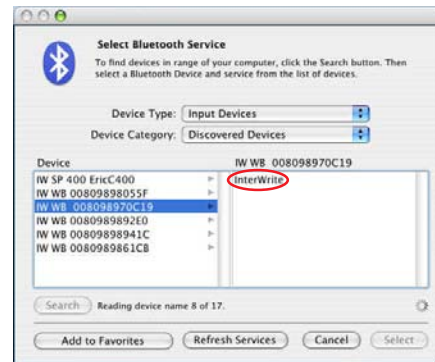 Select Bluetooth Service
To find devices in range of your computer, click the Search button. Then
select a Bluetooth Device and service from the list of devices.
Device Type: Input Devices
Device Category: Discovered Devices
Device IW WB 008098970C19
IW SP 400 EricC400 InterWrite
IW WB 00809898055F
IW WB 008098970C19
IW WB 0080989892E0
IW WB 00809898941C
IW WB 0080989861CB
Search Reading device name 8 of 17.
Add to Favorites Refresh Services Cancel Select